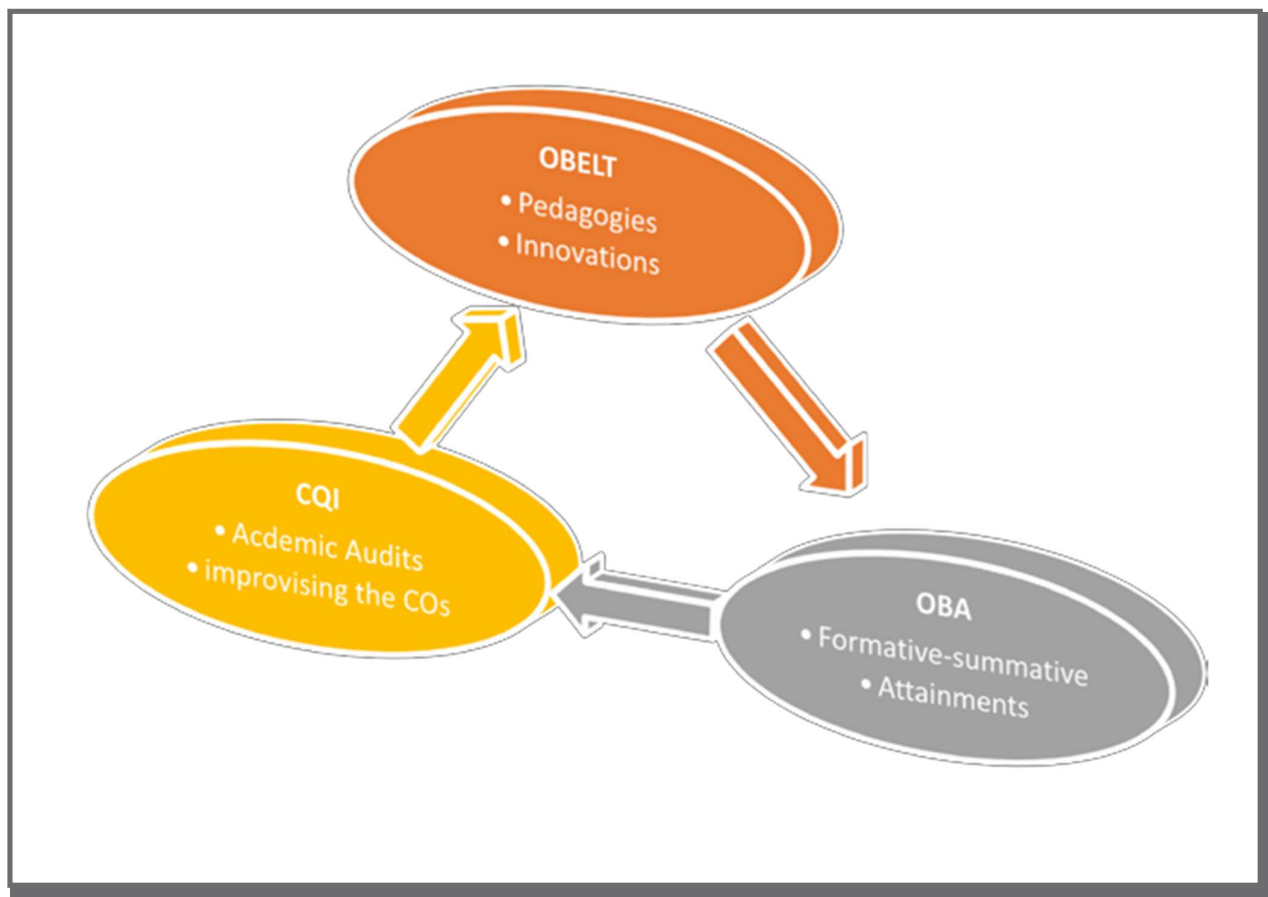 OBELT
• Pedagogies
• Innovations
CQI
• Acdemic Audits
• improvising the COs
OBA
• Formative-summative
• Attainments